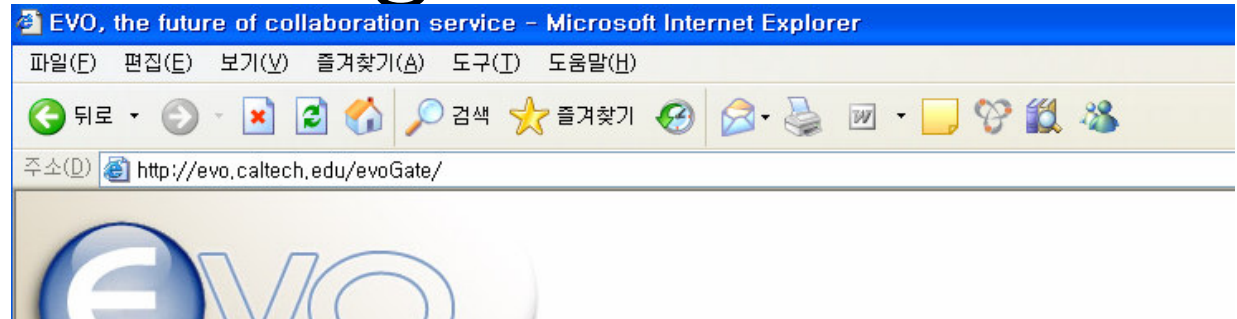 EVO, the future of collaboration service - Microsoft Internet Explorer
파일(F) 편집(E) 보기(V) 즐겨찾기(A) 도구(T) 도움말(H)
뒤로 검색 즐겨찾기 W
주소(D) http://evo.caltech.edu/evoGate/
EVO